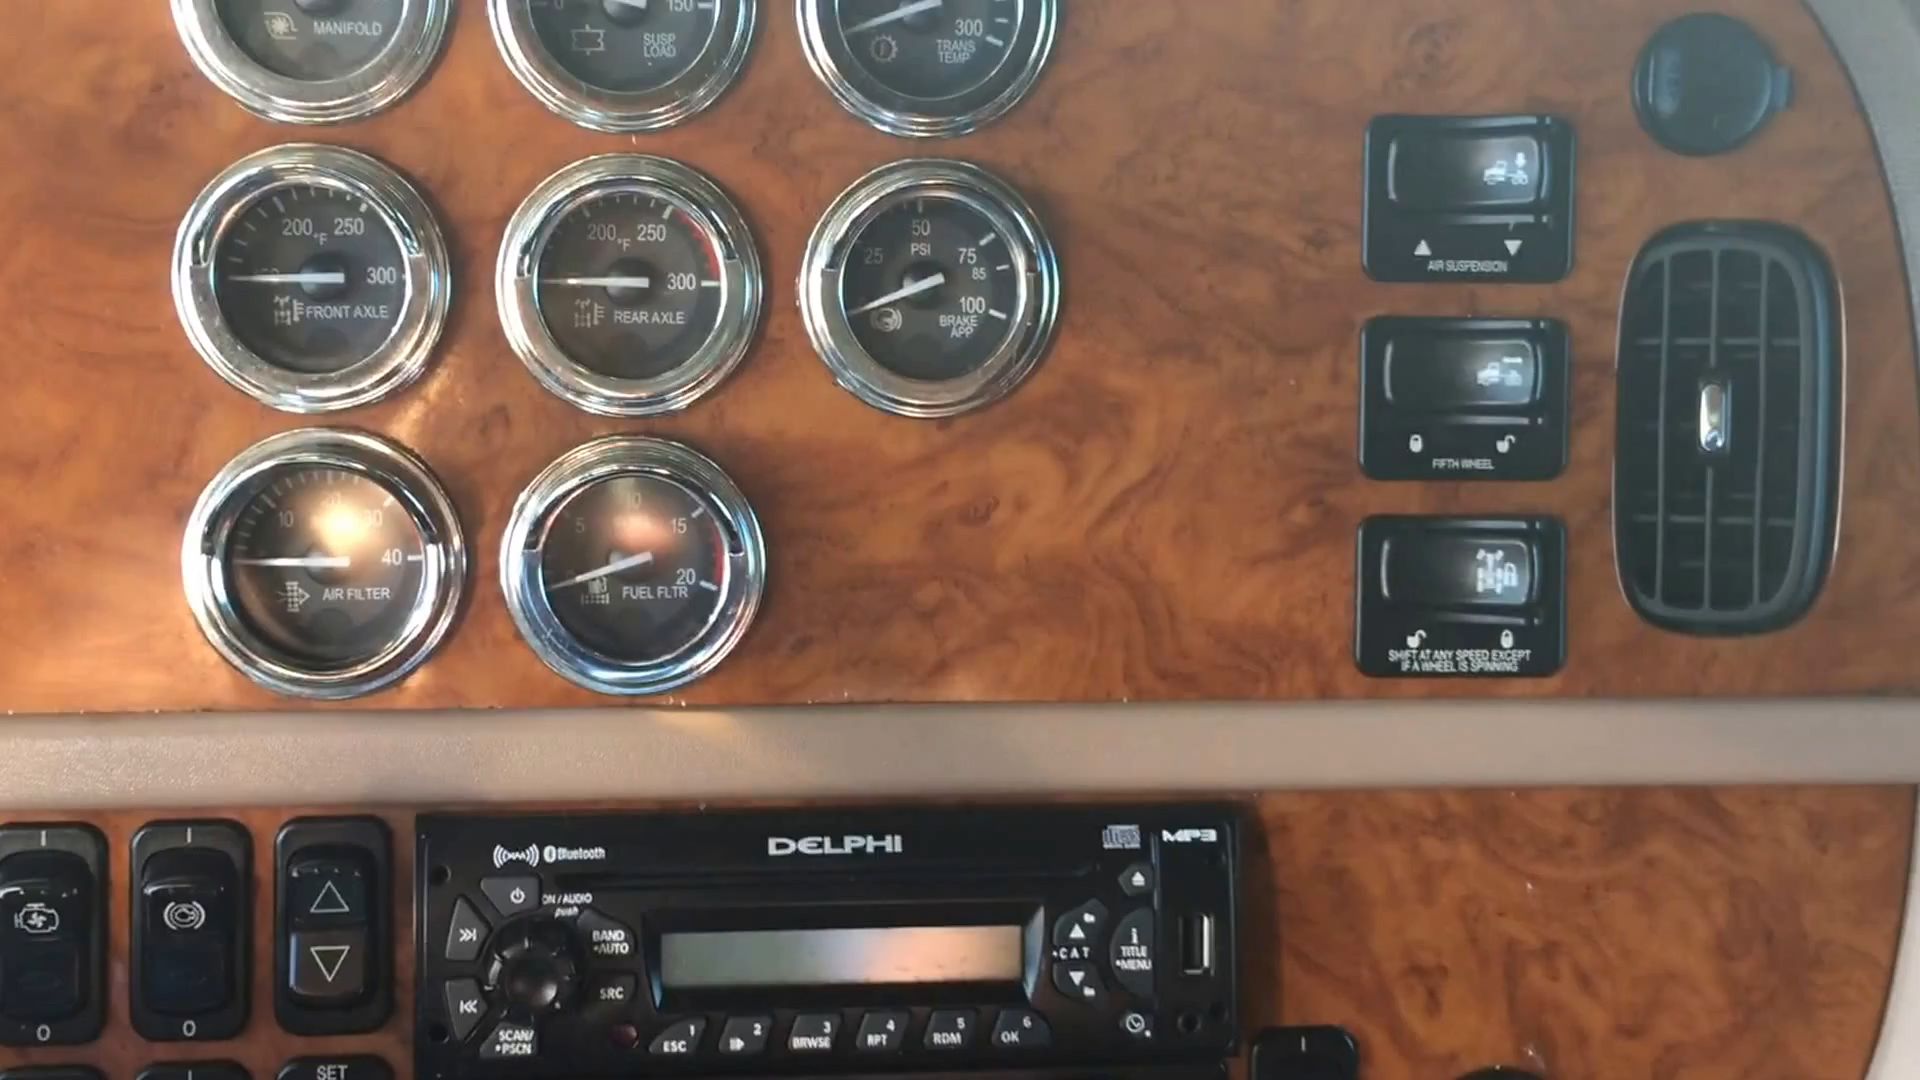 MANIFOLD
0 150
SUSP
LOAD
300
TRANS
TEMP
200 °F 250
300
FRONT AXLE
200 °F 250
300
REAR AXLE
50
PSI
25 75
85
100
BRAKE
APP
AIR SUSPENSION
FIFTH WHEEL
10 20 30
40
AIR FILTER
5 10 15
20
FUEL FLTR
SHIFT AT ANY SPEED EXCEPT
IF A WHEEL IS SPINNING
DELPHI
MP3
Bluetooth
ON / AUDIO
push
BAND
•AUTO
SRC
SCAN/
•PSCN
CAT
i
TITLE
•MENU
ESC 1
2
BRWSE 3
RPT 4
RDM 5
OK 6
I O
I O
SET
I
I